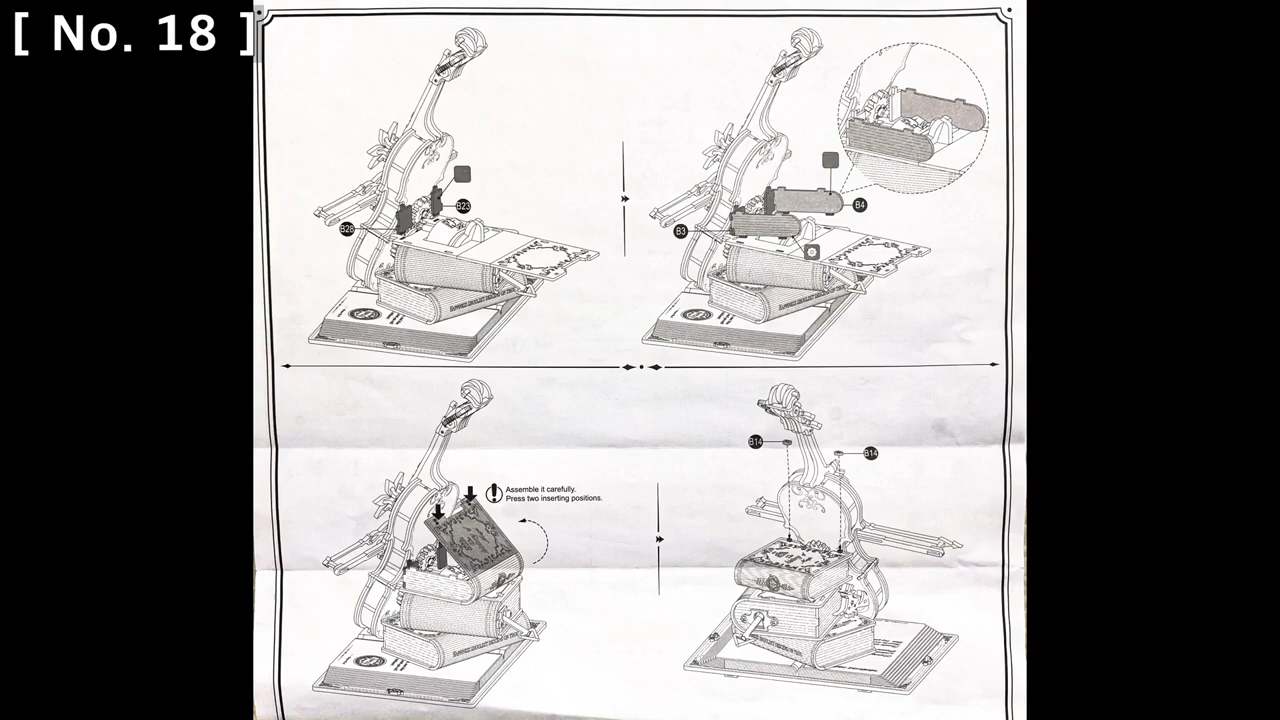 [ No. 18 ]
B23
B28
B4
B3
B14
B14
Assemble it carefully.
Press two inserting positions.